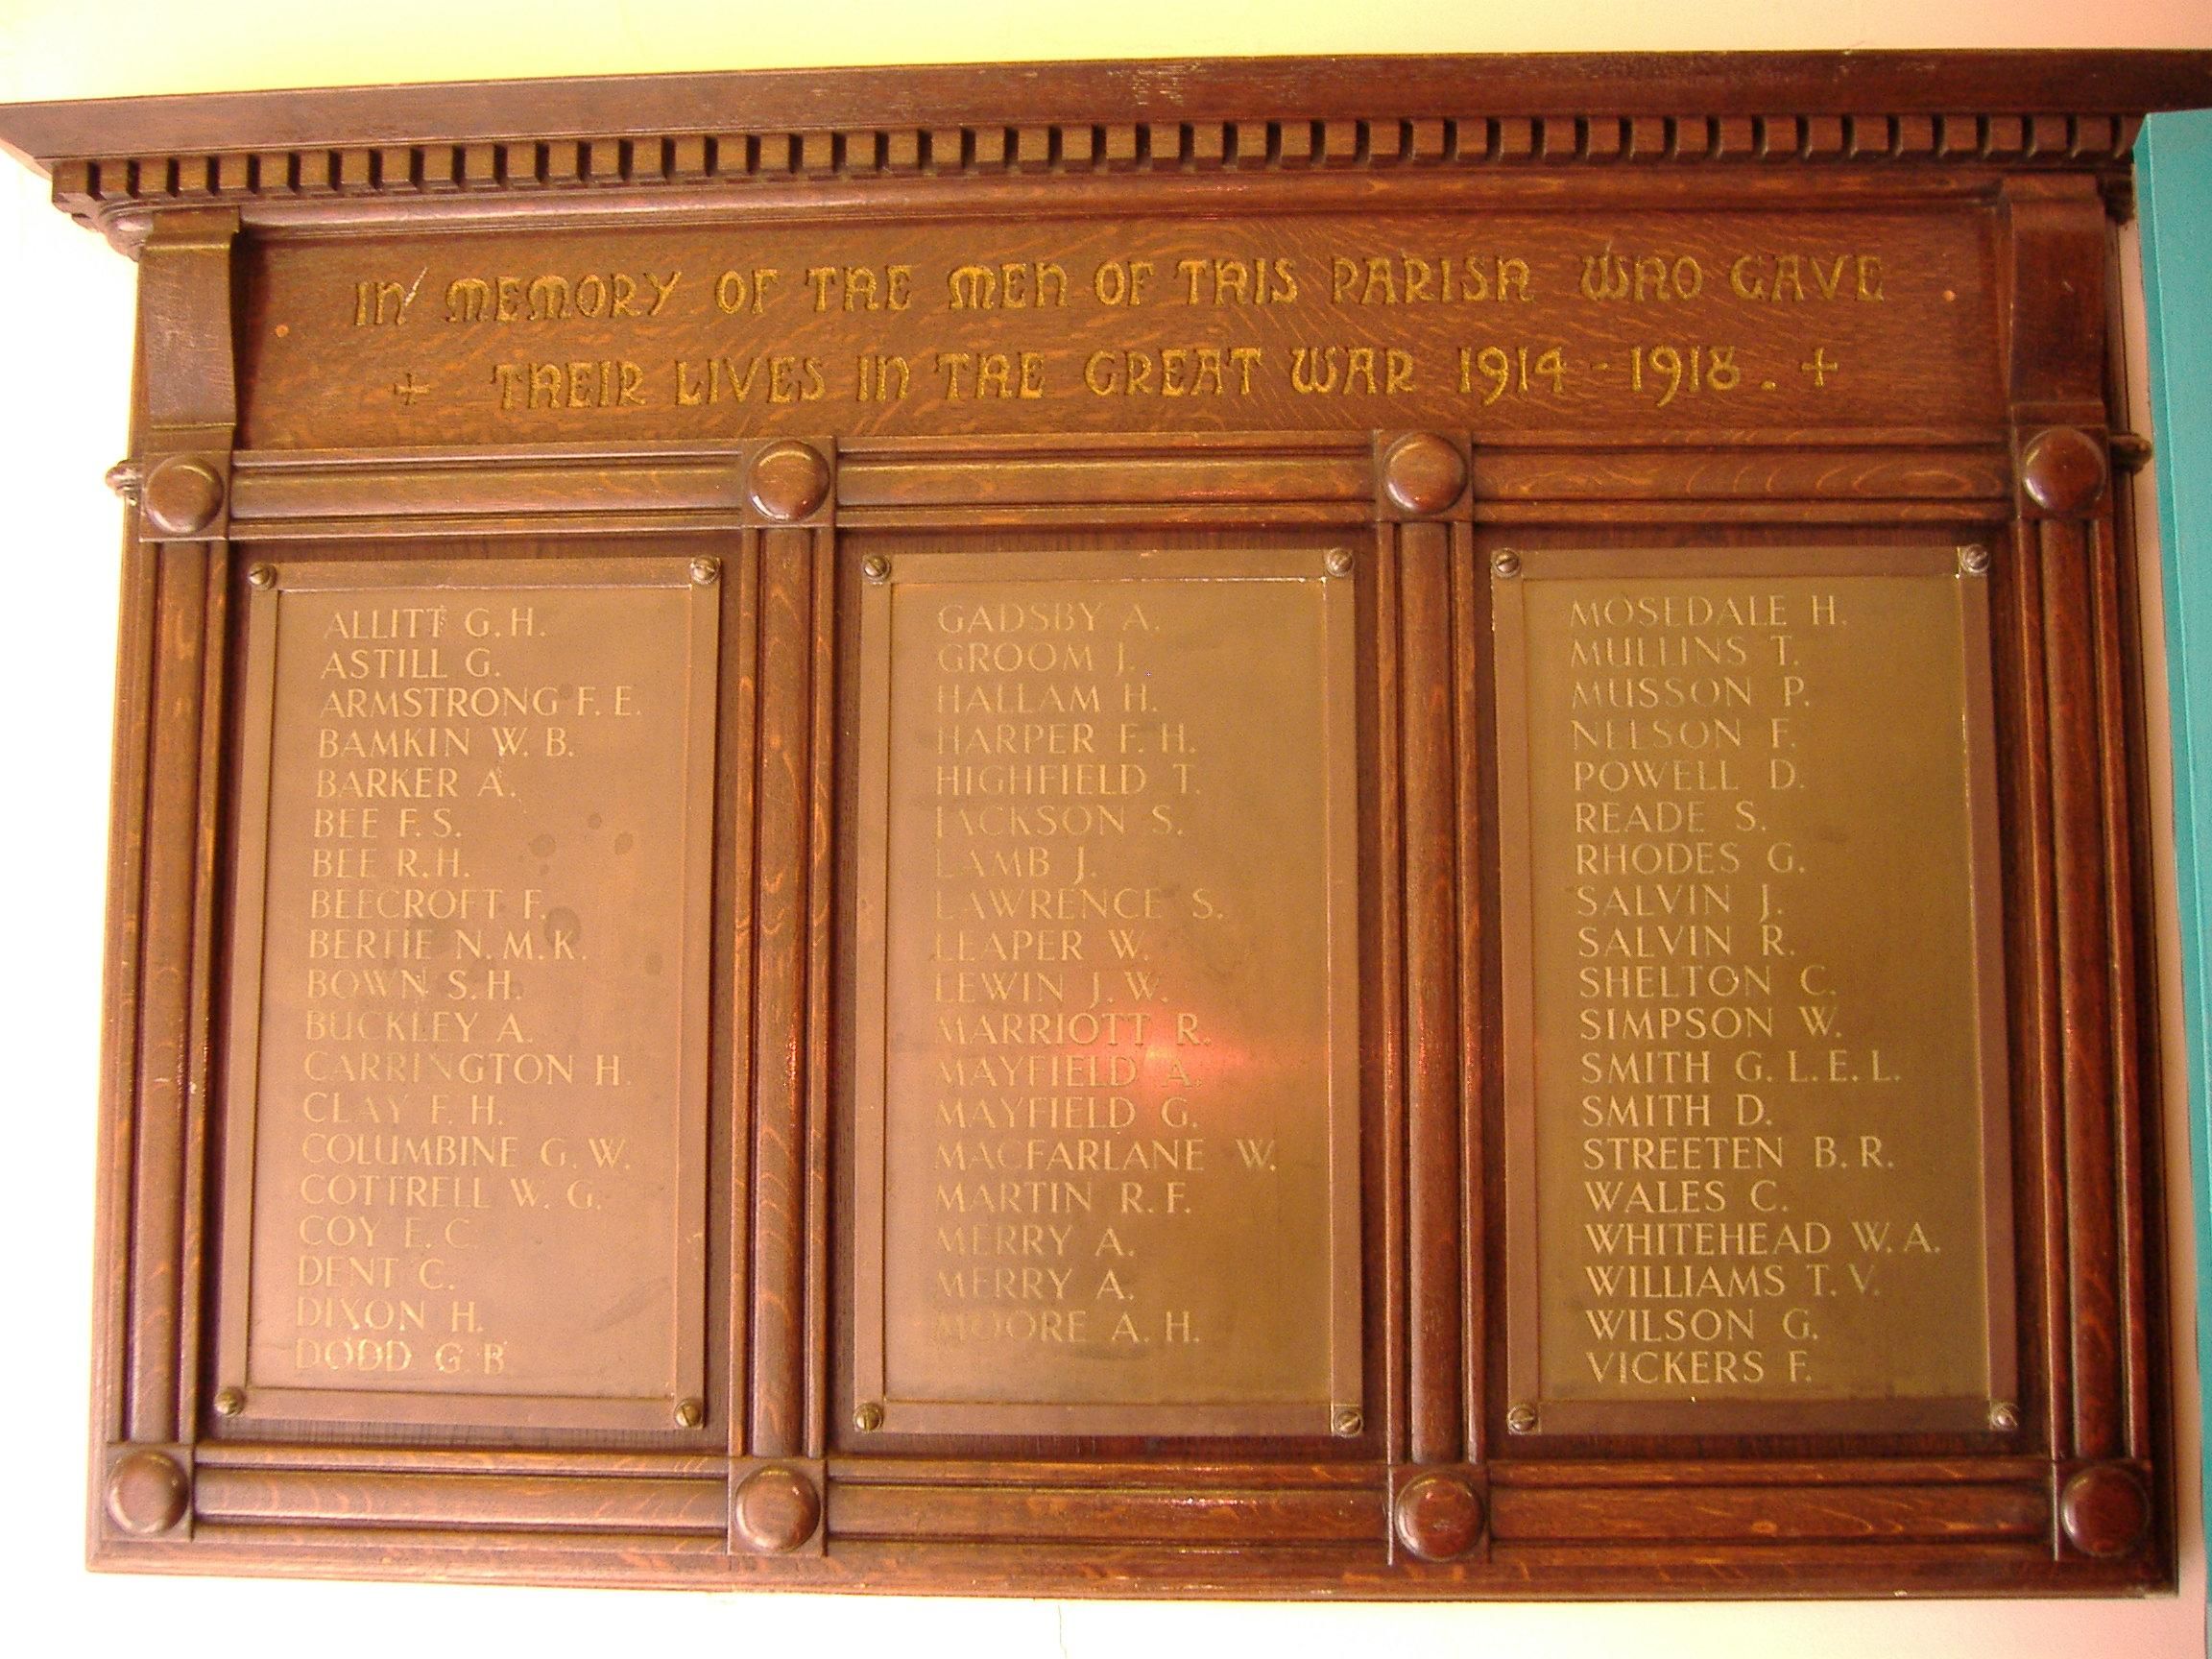 IN MEMORY OF THE MEN OF THIS PARISH WHO GAVE
+ THEIR LIVES IN THE GREAT WAR 1914 - 1918. +
ALLITT G. H.
ASTILL G.
ARMSTRONG F. E.
BAMKIN W. B.
BARKER A.
BEE F. S.
BEE R. H.
BEECROFT F.
BERTIE N. M. K.
BOWN S. H.
BUCKLEY A.
CARRINGTON H.
CLAY F. H.
COLUMBINE G. W.
COTTRELL W. G.
COY E. C.
DENT C.
DIXON H.
DODD G B
GADSBY A.
GROOM J.
HALLAM H.
HARPER F. H.
HIGHFIELD T.
JACKSON S.
LAMB J.
LAWRENCE S.
LEAPER W.
LEWIN J. W.
MARRIOTT R.
MAYFIELD A.
MAYFIELD G.
MACFARLANE W.
MARTIN R. F.
MERRY A.
MERRY A.
MOORE A. H.
MOSEDALE H.
MULLINS T.
MUSSON P.
NELSON F.
POWELL D.
READE S.
RHODES G.
SALVIN J.
SALVIN R.
SHELTON C.
SIMPSON W.
SMITH G. L. E. L.
SMITH D.
STREETEN B. R.
WALES C.
WHITEHEAD W. A.
WILLIAMS T. V.
WILSON G.
VICKERS F.